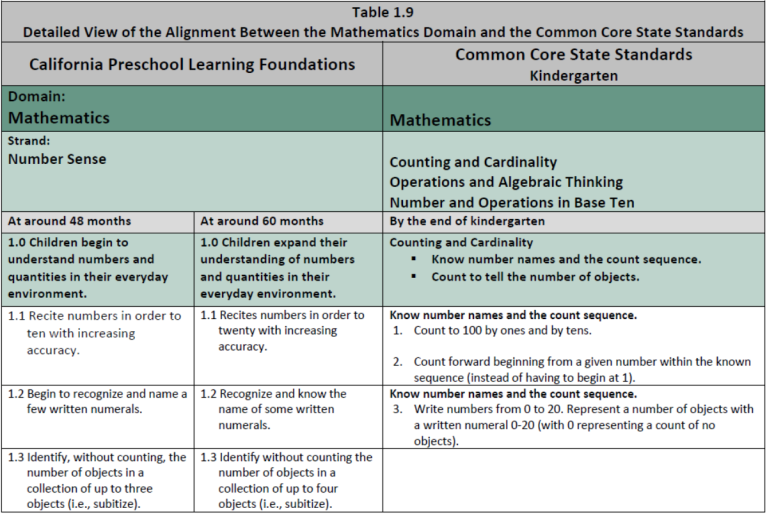 Table 1.9
Detailed View of the Alignment Between the Mathematics Domain and the Common Core State Standards
California Preschool Learning Foundations
Common Core State Standards
Kindergarten
Domain:
Mathematics
Mathematics
Strand:
Number Sense
Counting and Cardinality
Operations and Algebraic Thinking
Number and Operations in Base Ten
At around 48 months
At around 60 months
By the end of kindergarten
1.0 Children begin to
understand numbers and
quantities in their everyday
environment.
1.0 Children expand their
understanding of numbers
and quantities in their
everyday environment.
Counting and Cardinality
▪ Know number names and the count sequence.
▪ Count to tell the number of objects.
1.1 Recite numbers in order to
ten with increasing
accuracy.
1.1 Recites numbers in order to
twenty with increasing
accuracy.
Know number names and the count sequence.
1. Count to 100 by ones and by tens.
2. Count forward beginning from a given number within the known
sequence (instead of having to begin at 1).
1.2 Begin to recognize and name a
few written numerals.
1.2 Recognize and know the
name of some written
numerals.
Know number names and the count sequence.
3. Write numbers from 0 to 20. Represent a number of objects with
a written numeral 0-20 (with 0 representing a count of no
objects).
1.3 Identify, without counting, the
number of objects in a
collection of up to three
objects (i.e., subitize).
1.3 Identify without counting the
number of objects in a
collection of up to four
objects (i.e., subitize).